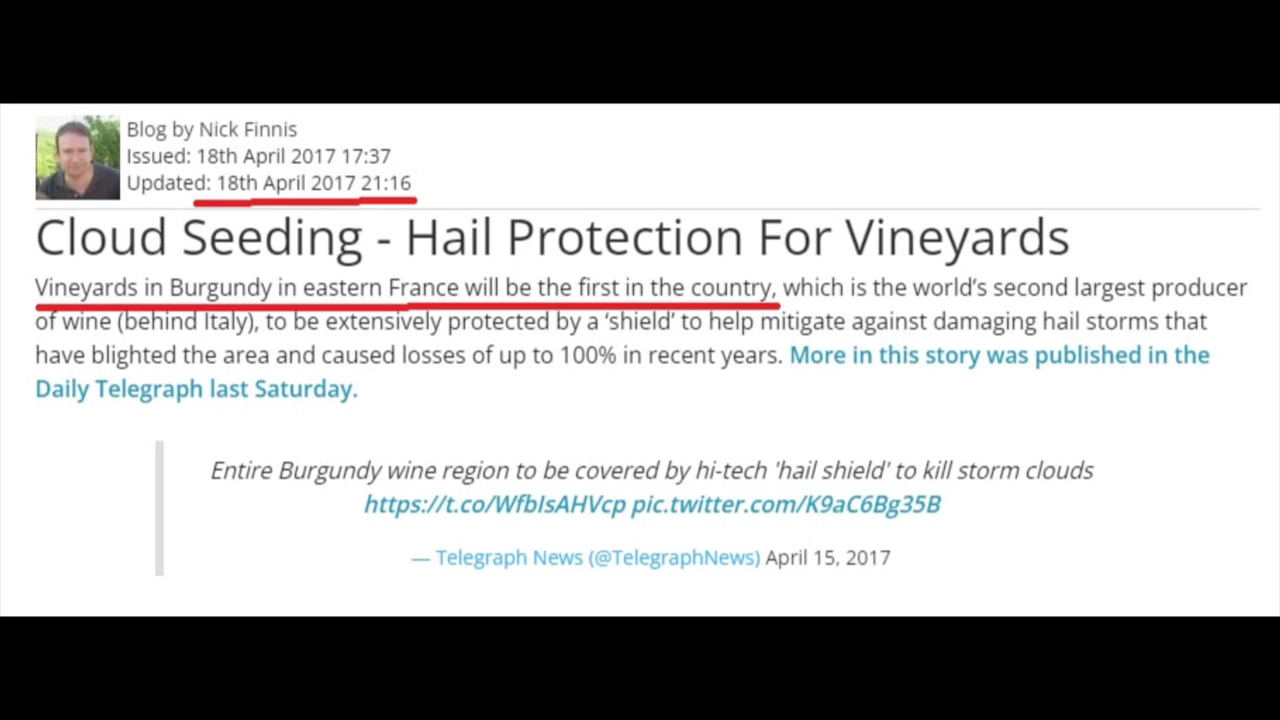 Blog by Nick Finnis
Issued: 18th April 2017 17:37
Updated: 18th April 2017 21:16
Cloud Seeding - Hail Protection For Vineyards
Vineyards in Burgundy in eastern France will be the first in the country, which is the world’s second largest producer
of wine (behind Italy), to be extensively protected by a ‘shield’ to help mitigate against damaging hail storms that
have blighted the area and caused losses of up to 100% in recent years. More in this story was published in the
Daily Telegraph last Saturday.
Entire Burgundy wine region to be covered by hi-tech 'hail shield' to kill storm clouds
https://t.co/WfbIsAHVcp pic.twitter.com/K9aC6Bg35B
— Telegraph News (@TelegraphNews) April 15, 2017